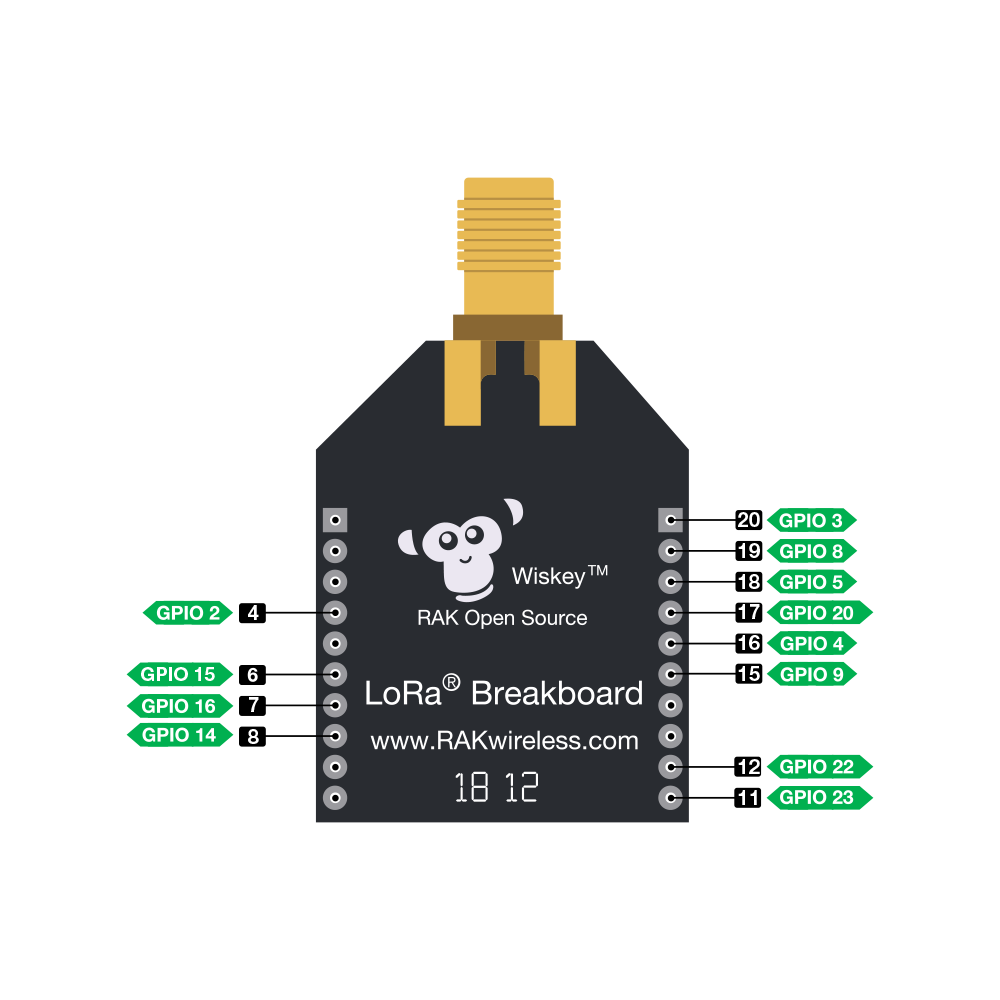 20 GPIO 3
19 GPIO 8
Wiskey™ 18 GPIO 5
GPIO 2 4 RAK Open Source 17 GPIO 20
16 GPIO 4
GPIO 15 6 15 GPIO 9
GPIO 16 7 LoRa® Breakboard
GPIO 14 8 www.RAKwireless.com
18 12 12 GPIO 22
11 GPIO 23